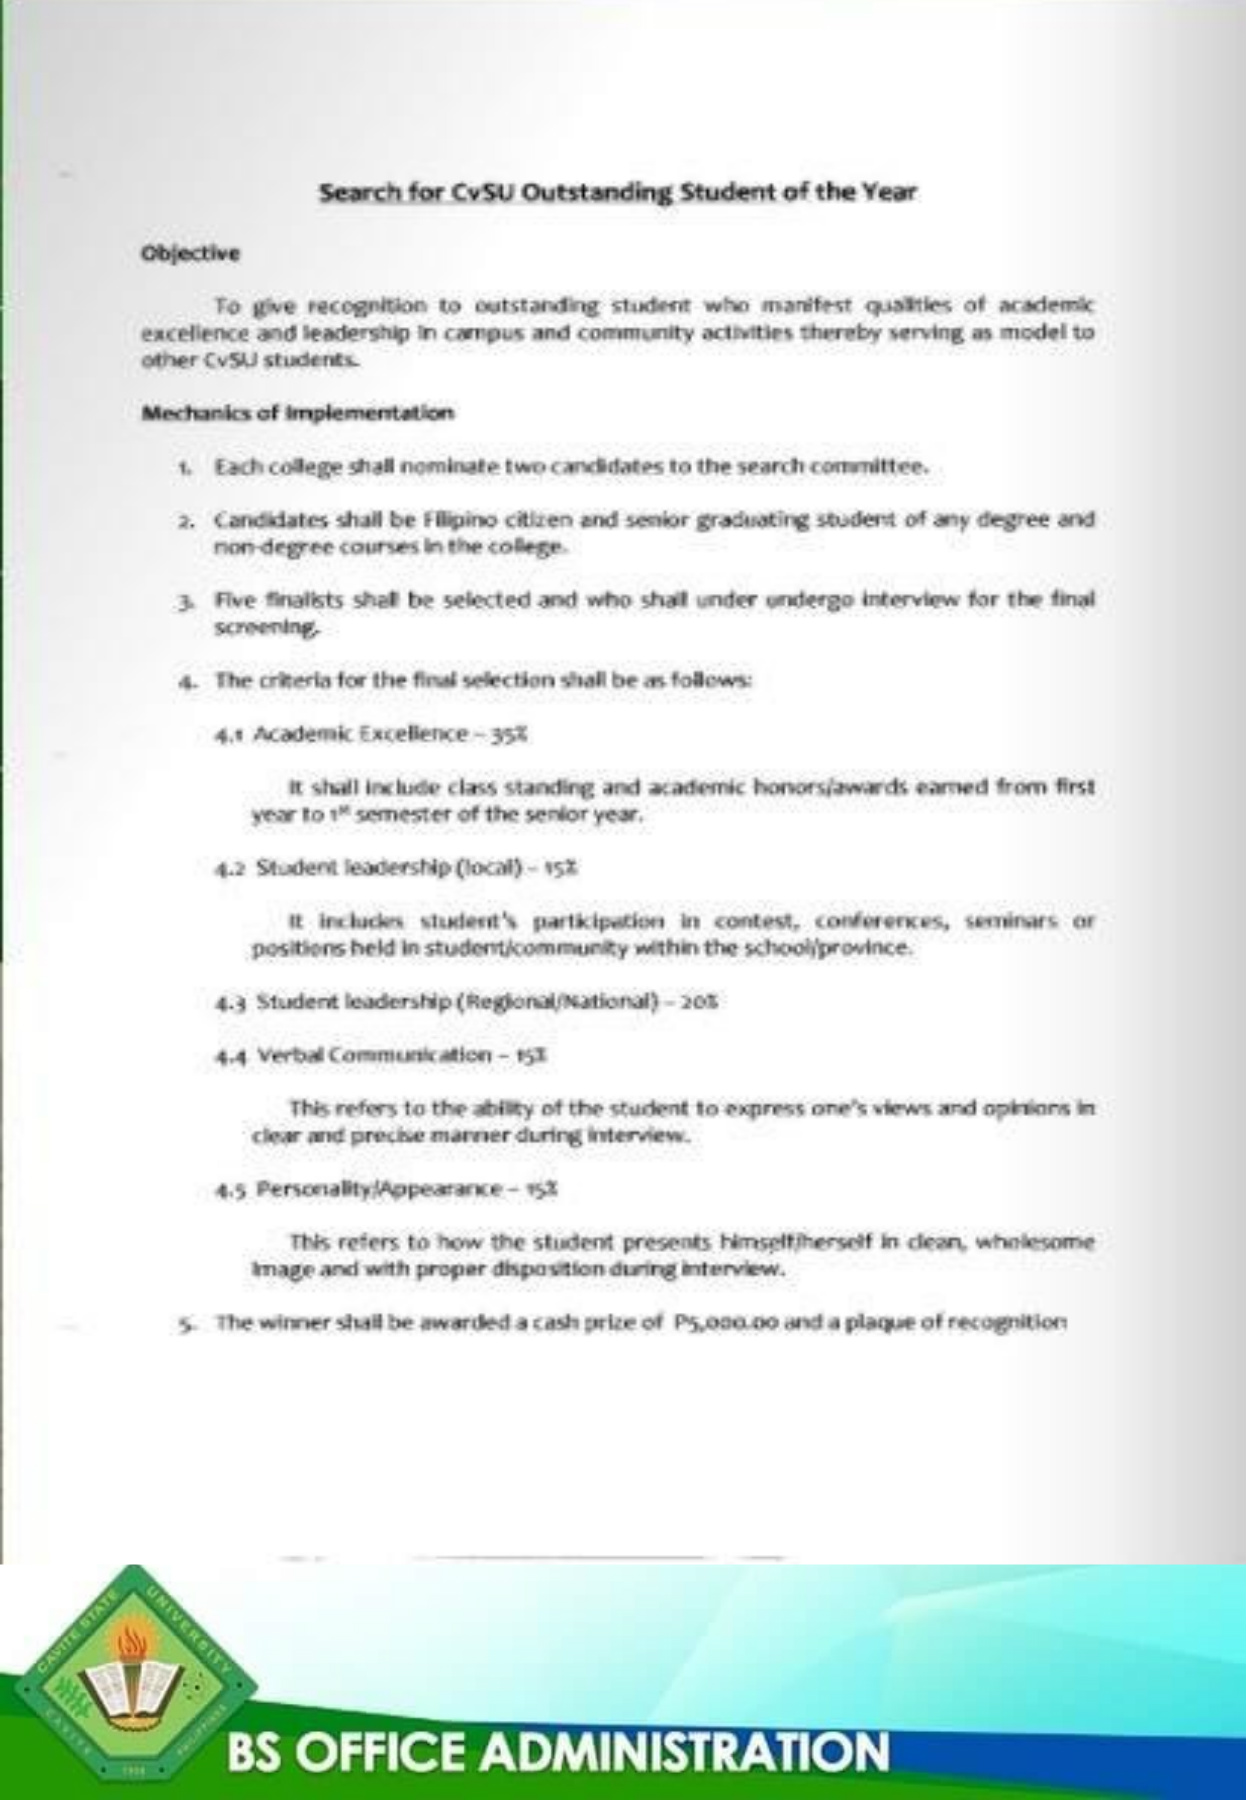 Search for CvSU Outstanding Student of the Year
Objective
To give recognition to outstanding student who manifest qualities of academic
excellence and leadership in campus and community activities thereby serving as model to
other CvSU students.
Mechanics of Implementation
1. Each college shall nominate two candidates to the search committee.
2. Candidates shall be Filipino citizen and senior graduating student of any degree and
non-degree courses in the college.
3. Five finalists shall be selected and who shall under undergo interview for the final
screening.
4. The criteria for the final selection shall be as follows:
4.1 Academic Excellence – 35%
It shall include class standing and academic honors/awards earned from first
year to 1st semester of the senior year.
4.2 Student leadership (local) – 15%
It includes student's participation in contest, conferences, seminars or
positions held in student/community within the school/province.
4.3 Student leadership (Regional/National) – 20%
4.4 Verbal Communication – 15%
This refers to the ability of the student to express one's views and opinions in
clear and precise manner during interview.
4.5 Personality/Appearance – 15%
This refers to how the student presents himself/herself in clean, wholesome
image and with proper disposition during interview.
5. The winner shall be awarded a cash prize of P5,000.00 and a plaque of recognition
CAVITE STATE UNIVERSITY
CAVITE PHILIPPINES
BS OFFICE ADMINISTRATION